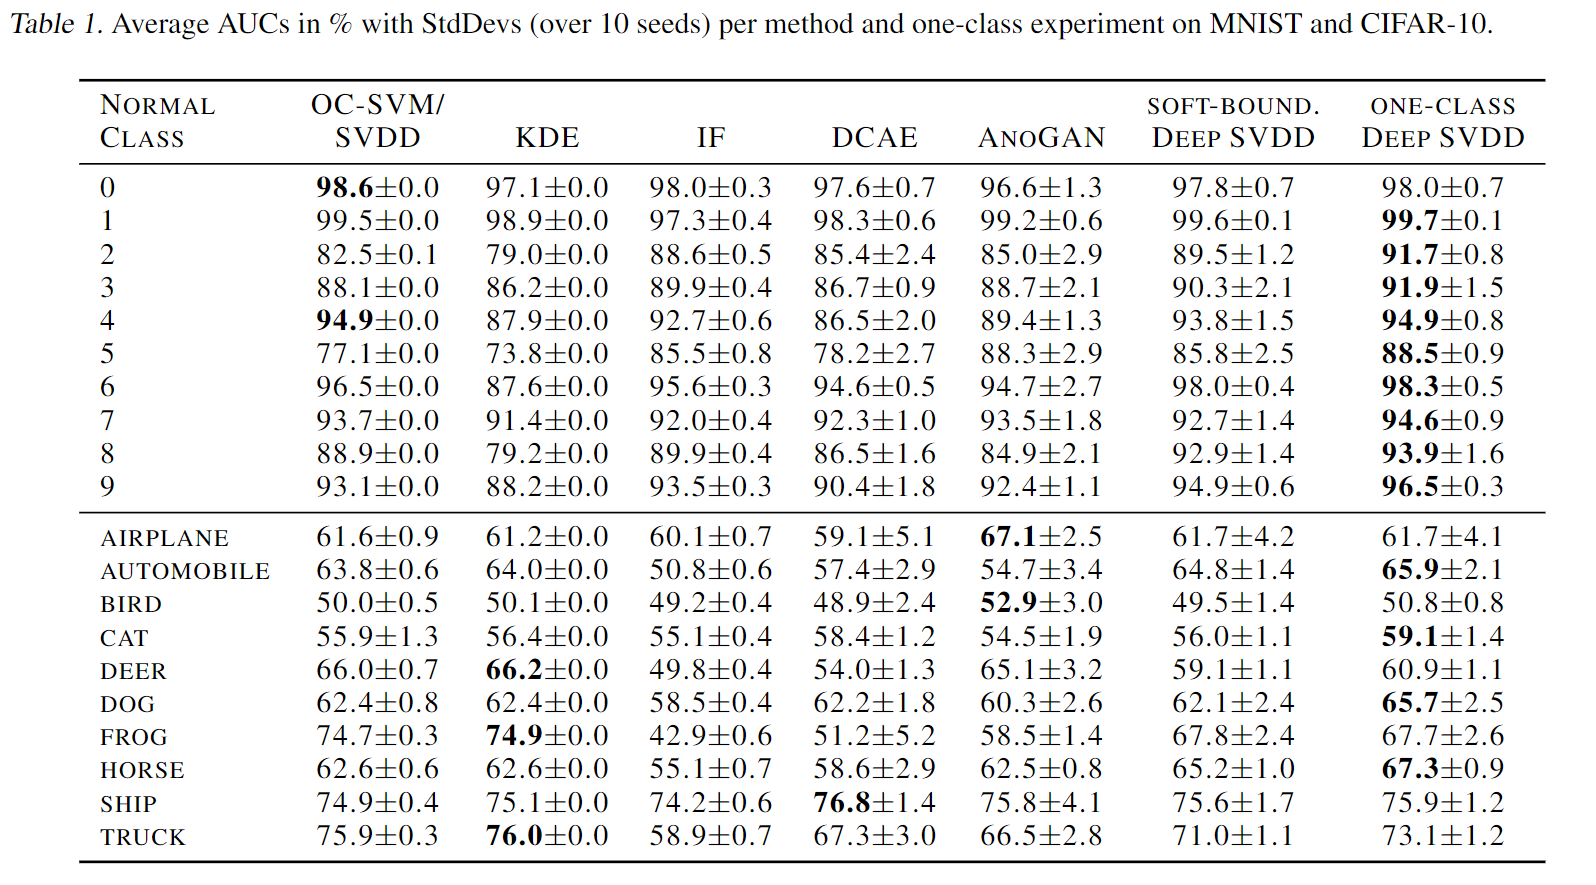 Table 1. Average AUCs in % with StdDevs (over 10 seeds) per method and one-class experiment on MNIST and CIFAR-10.
NORMAL OC-SVM/ SOFT-BOUND. ONE-CLASS
CLASS SVDD KDE IF DCAE ANOGAN DEEP SVDD DEEP SVDD
0 98.6±0.0 97.1±0.0 98.0±0.3 97.6±0.7 96.6±1.3 97.8±0.7 98.0±0.7
1 99.5±0.0 98.9±0.0 97.3±0.4 98.3±0.6 99.2±0.6 99.6±0.1 99.7±0.1
2 82.5±0.1 79.0±0.0 88.6±0.5 85.4±2.4 85.0±2.9 89.5±1.2 91.7±0.8
3 88.1±0.0 86.2±0.0 89.9±0.4 86.7±0.9 88.7±2.1 90.3±2.1 91.9±1.5
4 94.9±0.0 87.9±0.0 92.7±0.6 86.5±2.0 89.4±1.3 93.8±1.5 94.9±0.8
5 77.1±0.0 73.8±0.0 85.5±0.8 78.2±2.7 88.3±2.9 85.8±2.5 88.5±0.9
6 96.5±0.0 87.6±0.0 95.6±0.3 94.6±0.5 94.7±2.7 98.0±0.4 98.3±0.5
7 93.7±0.0 91.4±0.0 92.0±0.4 92.3±1.0 93.5±1.8 92.7±1.4 94.6±0.9
8 88.9±0.0 79.2±0.0 89.9±0.4 86.5±1.6 84.9±2.1 92.9±1.4 93.9±1.6
9 93.1±0.0 88.2±0.0 93.5±0.3 90.4±1.8 92.4±1.1 94.9±0.6 96.5±0.3
AIRPLANE 61.6±0.9 61.2±0.0 60.1±0.7 59.1±5.1 67.1±2.5 61.7±4.2 61.7±4.1
AUTOMOBILE 63.8±0.6 64.0±0.0 50.8±0.6 57.4±2.9 54.7±3.4 64.8±1.4 65.9±2.1
BIRD 50.0±0.5 50.1±0.0 49.2±0.4 48.9±2.4 52.9±3.0 49.5±1.4 50.8±0.8
CAT 55.9±1.3 56.4±0.0 55.1±0.4 58.4±1.2 54.5±1.9 56.0±1.1 59.1±1.4
DEER 66.0±0.7 66.2±0.0 49.8±0.4 54.0±1.3 65.1±3.2 59.1±1.1 60.9±1.1
DOG 62.4±0.8 62.4±0.0 58.5±0.4 62.2±1.8 60.3±2.6 62.1±2.4 65.7±2.5
FROG 74.7±0.3 74.9±0.0 42.9±0.6 51.2±5.2 58.5±1.4 67.8±2.4 67.7±2.6
HORSE 62.6±0.6 62.6±0.0 55.1±0.7 58.6±2.9 62.5±0.8 65.2±1.0 67.3±0.9
SHIP 74.9±0.4 75.1±0.0 74.2±0.6 76.8±1.4 75.8±4.1 75.6±1.7 75.9±1.2
TRUCK 75.9±0.3 76.0±0.0 58.9±0.7 67.3±3.0 66.5±2.8 71.0±1.1 73.1±1.2